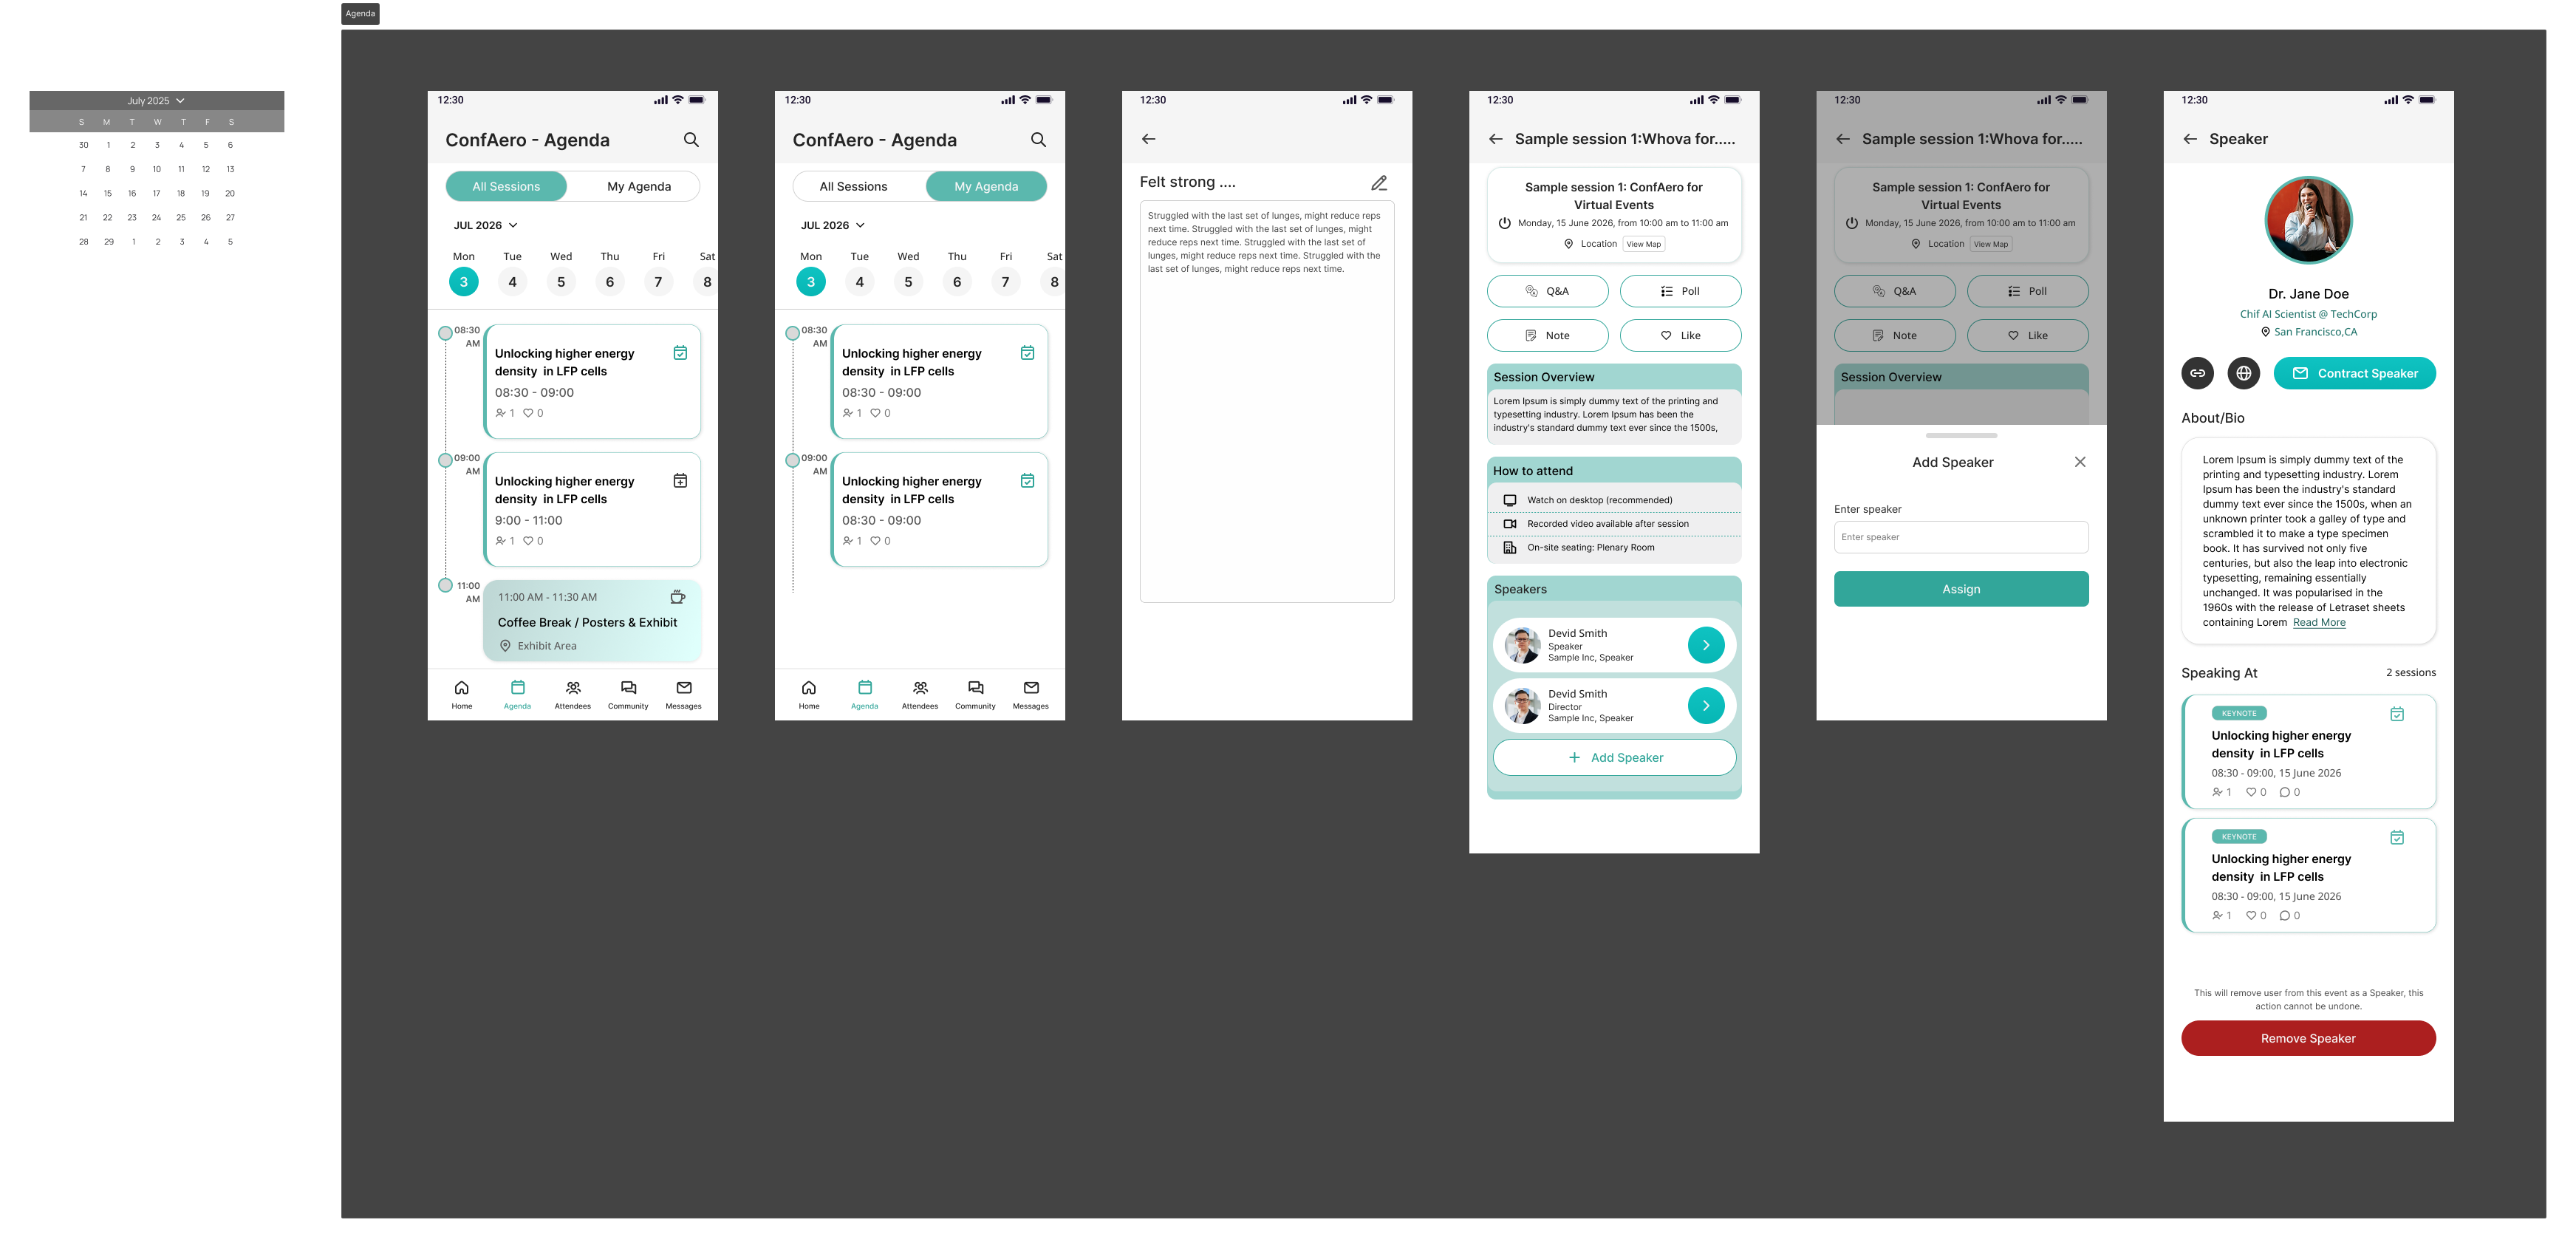 Agenda
July 2025
S M T W T F S
30 1 2 3 4 5 6
7 8 9 10 11 12 13
14 15 16 17 18 19 20
21 22 23 24 25 26 27
28 29 1 2 3 4 5
12:30
ConfAero - Agenda
All Sessions My Agenda
JUL 2026
Mon Tue Wed Thu Fri Sat
3 4 5 6 7 8
08:30
AM
Unlocking higher energy
density in LFP cells
08:30 - 09:00
1 0
09:00
AM
Unlocking higher energy
density in LFP cells
9:00 - 11:00
1 0
11:00
AM
11:00 AM - 11:30 AM
Coffee Break / Posters & Exhibit
Exhibit Area
Home Agenda Attendees Community Messages
12:30
ConfAero - Agenda
All Sessions My Agenda
JUL 2026
Mon Tue Wed Thu Fri Sat
3 4 5 6 7 8
08:30
AM
Unlocking higher energy
density in LFP cells
08:30 - 09:00
1 0
09:00
AM
Unlocking higher energy
density in LFP cells
08:30 - 09:00
1 0
Home Agenda Attendees Community Messages
12:30
Felt strong ....
Struggled with the last set of lunges, might reduce reps
next time. Struggled with the last set of lunges, might
reduce reps next time. Struggled with the last set of
lunges, might reduce reps next time. Struggled with the
last set of lunges, might reduce reps next time.
12:30
Sample session 1:Whova for.....
Sample session 1: ConfAero for
Virtual Events
Monday, 15 June 2026, from 10:00 am to 11:00 am
Location View Map
Q&A Poll
Note Like
Session Overview
Lorem Ipsum is simply dummy text of the printing and
typesetting industry. Lorem Ipsum has been the
industry's standard dummy text ever since the 1500s,
How to attend
Watch on desktop (recommended)
Recorded video available after session
On-site seating: Plenary Room
Speakers
Devid Smith
Speaker
Sample Inc, Speaker
Devid Smith
Director
Sample Inc, Speaker
Add Speaker
12:30
Sample session 1:Whova for.....
Sample session 1: ConfAero for
Virtual Events
Monday, 15 June 2026, from 10:00 am to 11:00 am
Location View Map
Q&A Poll
Note Like
Session Overview
Add Speaker
Enter speaker
Enter speaker
Assign
12:30
Speaker
Dr. Jane Doe
Chif AI Scientist @ TechCorp
San Francisco,CA
Contract Speaker
About/Bio
Lorem Ipsum is simply dummy text of the
printing and typesetting industry. Lorem
Ipsum has been the industry's standard
dummy text ever since the 1500s, when an
unknown printer took a galley of type and
scrambled it to make a type specimen
book. It has survived not only five
centuries, but also the leap into electronic
typesetting, remaining essentially
unchanged. It was popularised in the
1960s with the release of Letraset sheets
containing Lorem Read More
Speaking At 2 sessions
KEYNOTE
Unlocking higher energy
density in LFP cells
08:30 - 09:00, 15 June 2026
1 0 0
KEYNOTE
Unlocking higher energy
density in LFP cells
08:30 - 09:00, 15 June 2026
1 0 0
This will remove user from this event as a Speaker, this
action cannot be undone.
Remove Speaker